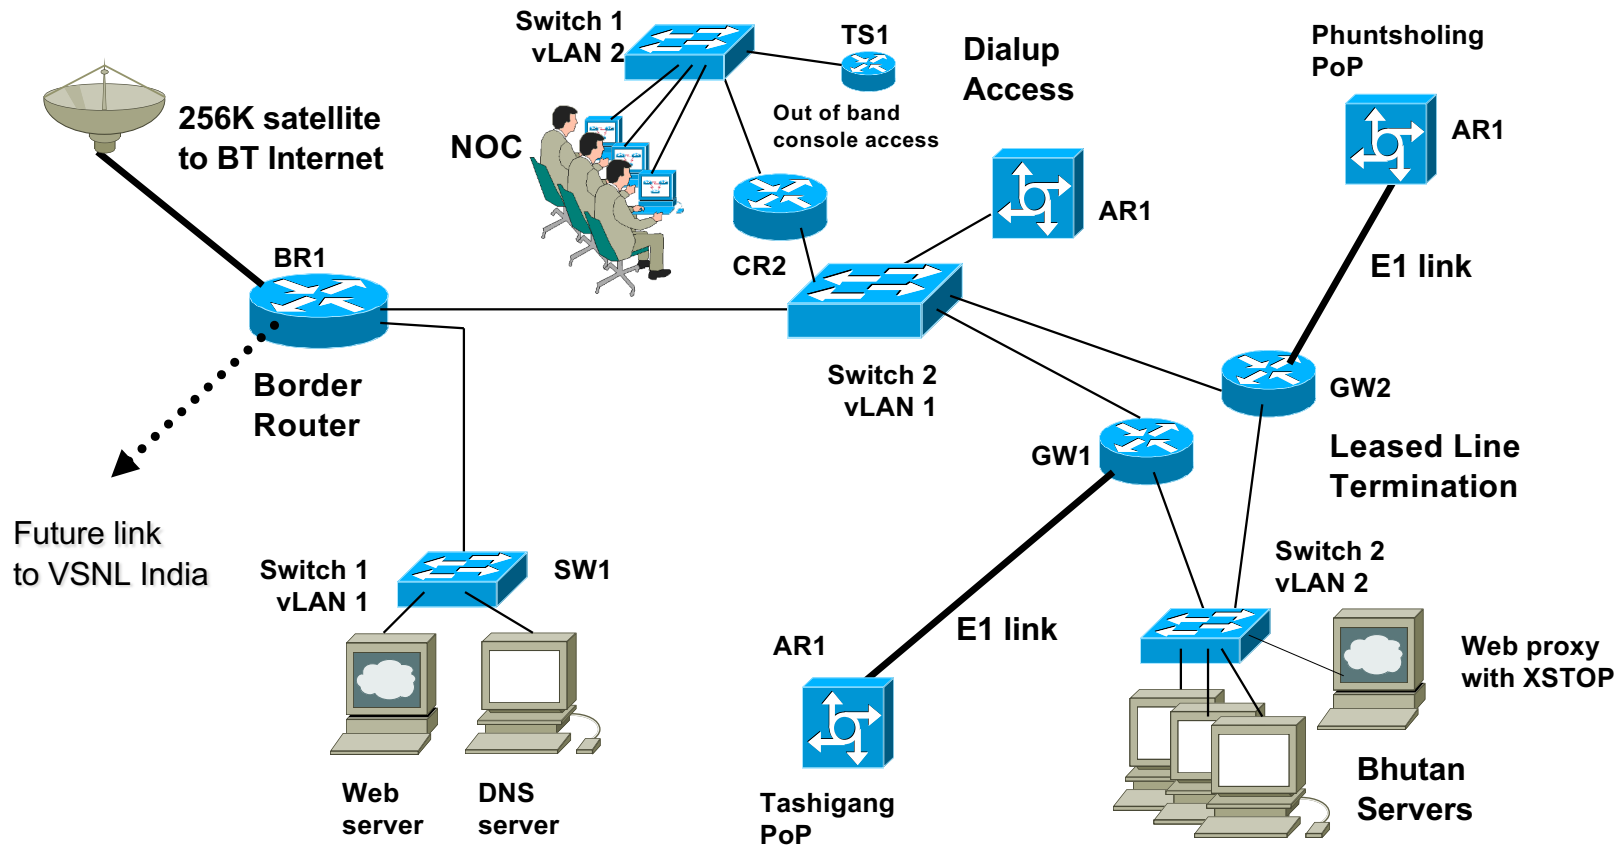 Switch 1
vLAN 2
TS1
Dialup
Access
Phuntsholing
PoP
256K satellite
to BT Internet
NOC
Out of band
console access
AR1
AR1
BR1
CR2
E1 link
Border
Router
Switch 2
vLAN 1
GW2
GW1
Leased Line
Termination
Future link
to VSNL India
Switch 1
vLAN 1
SW1
Switch 2
vLAN 2
E1 link
AR1
Web proxy
with XSTOP
Web
server
DNS
server
Tashigang
PoP
Bhutan
Servers